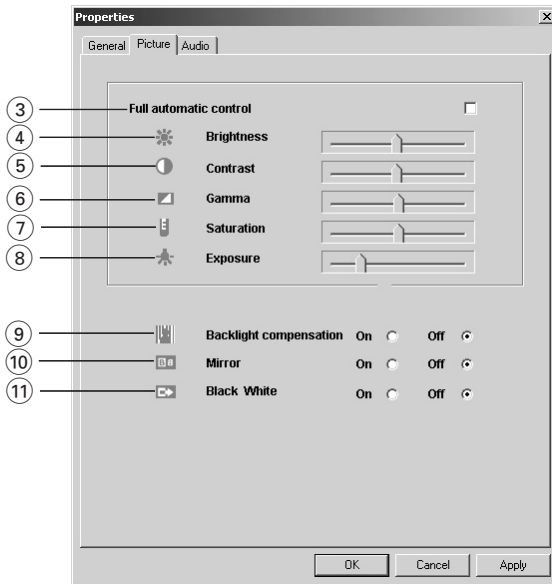 Properties
General Picture Audio
③ Full automatic control
④ Brightness
⑤ Contrast
⑥ Gamma
⑦ Saturation
⑧ Exposure
⑨ Backlight compensation On Off
⑩ Mirror On Off
⑪ Black White On Off
OK Cancel Apply